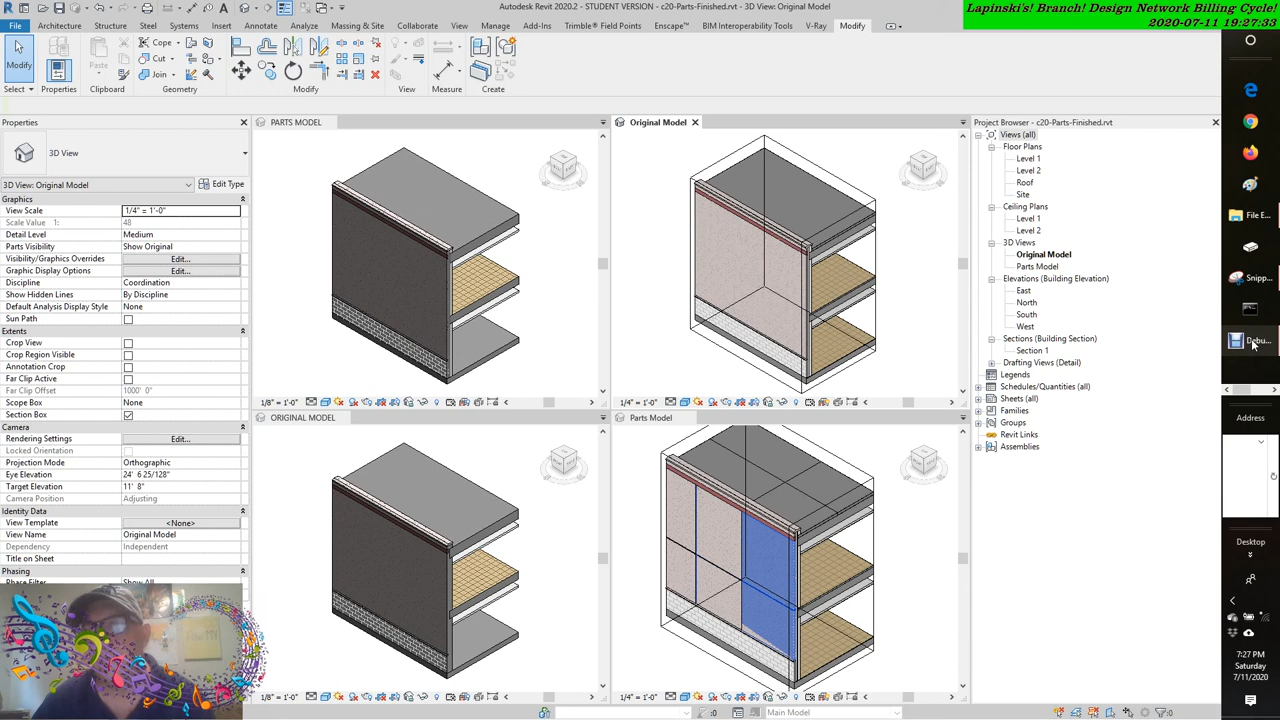 Autodesk Revit 2020.2 - STUDENT VERSION - c20-Parts-Finished.rvt - 3D View: Original Model
Lapinski's! Branch! Design Network Billing Cycle!
2020-07-11 19:27:33
File Architecture Structure Steel Systems Insert Annotate Analyze Massing & Site Collaborate View Manage Add-Ins Trimble® Field Points Enscape™ BIM Interoperability Tools V-Ray Modify
Modify
Paste
Cope
Cut
Join
Select Properties Clipboard Geometry Modify View Measure Create
Properties
3D View
3D View: Original Model Edit Type
Graphics
View Scale 1/4" = 1'-0"
Scale Value 1: 48
Detail Level Medium
Parts Visibility Show Original
Visibility/Graphics Overrides Edit...
Graphic Display Options Edit...
Discipline Coordination
Show Hidden Lines By Discipline
Default Analysis Display Style None
Sun Path
Extents
Crop View
Crop Region Visible
Annotation Crop
Far Clip Active
Far Clip Offset 1000' 0"
Scope Box None
Section Box
Camera
Rendering Settings Edit...
Locked Orientation
Projection Mode Orthographic
Eye Elevation 24' 6 25/128"
Target Elevation 11' 8"
Camera Position Adjusting
Identity Data
View Template <None>
View Name Original Model
Dependency Independent
Title on Sheet
Phasing
Phase Filter Show All
PARTS MODEL
1/8" = 1'-0"
Original Model
1/4" = 1'-0"
ORIGINAL MODEL
1/8" = 1'-0"
Parts Model
1/4" = 1'-0"
:0 Main Model
Project Browser - c20-Parts-Finished.rvt
Views (all)
Floor Plans
Level 1
Level 2
Roof
Site
Ceiling Plans
Level 1
Level 2
3D Views
Original Model
Parts Model
Elevations (Building Elevation)
East
North
South
West
Sections (Building Section)
Section 1
Drafting Views (Detail)
Legends
Schedules/Quantities (all)
Sheets (all)
Families
Groups
Revit Links
Assemblies
:0
File E...
Snipp...
Debu...
Address
Desktop
7:27 PM
Saturday
7/11/2020